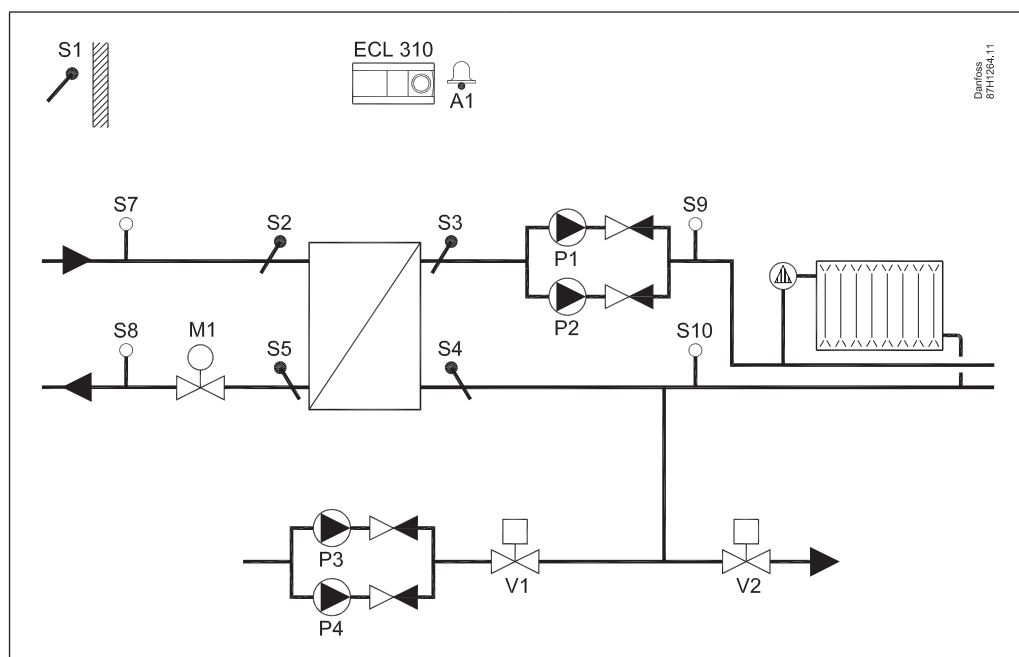 S1
ECL 310
A1
Danfoss
87H1264.11
S7
S2
S3
P1
S9
P2
S8
M1
S5
S4
S10
P3
V1
V2
P4